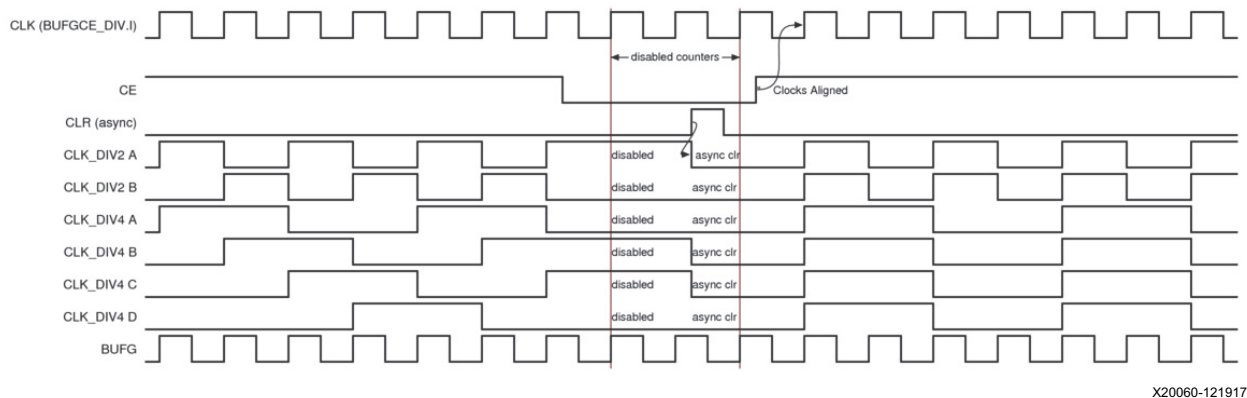 CLK (BUFGCE_DIV.I)
disabled counters
CE
Clocks Aligned
CLR (async)
CLK_DIV2 A
disabled
async clr
CLK_DIV2 B
disabled
async clr
CLK_DIV4 A
disabled
async clr
CLK_DIV4 B
disabled
async clr
CLK_DIV4 C
disabled
async clr
CLK_DIV4 D
disabled
async clr
BUFG
X20060-121917